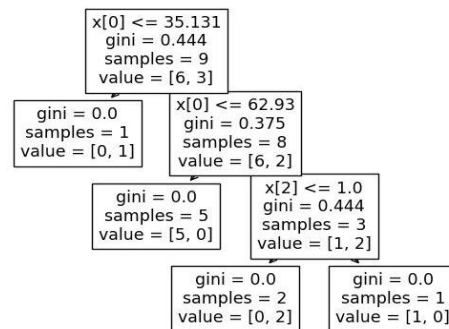 x[0] <= 35.131
gini = 0.444
samples = 9
value = [6, 3]
gini = 0.0
samples = 1
value = [0, 1]
x[0] <= 62.93
gini = 0.375
samples = 8
value = [6, 2]
gini = 0.0
samples = 5
value = [5, 0]
x[2] <= 1.0
gini = 0.444
samples = 3
value = [1, 2]
gini = 0.0
samples = 2
value = [0, 2]
gini = 0.0
samples = 1
value = [1, 0]